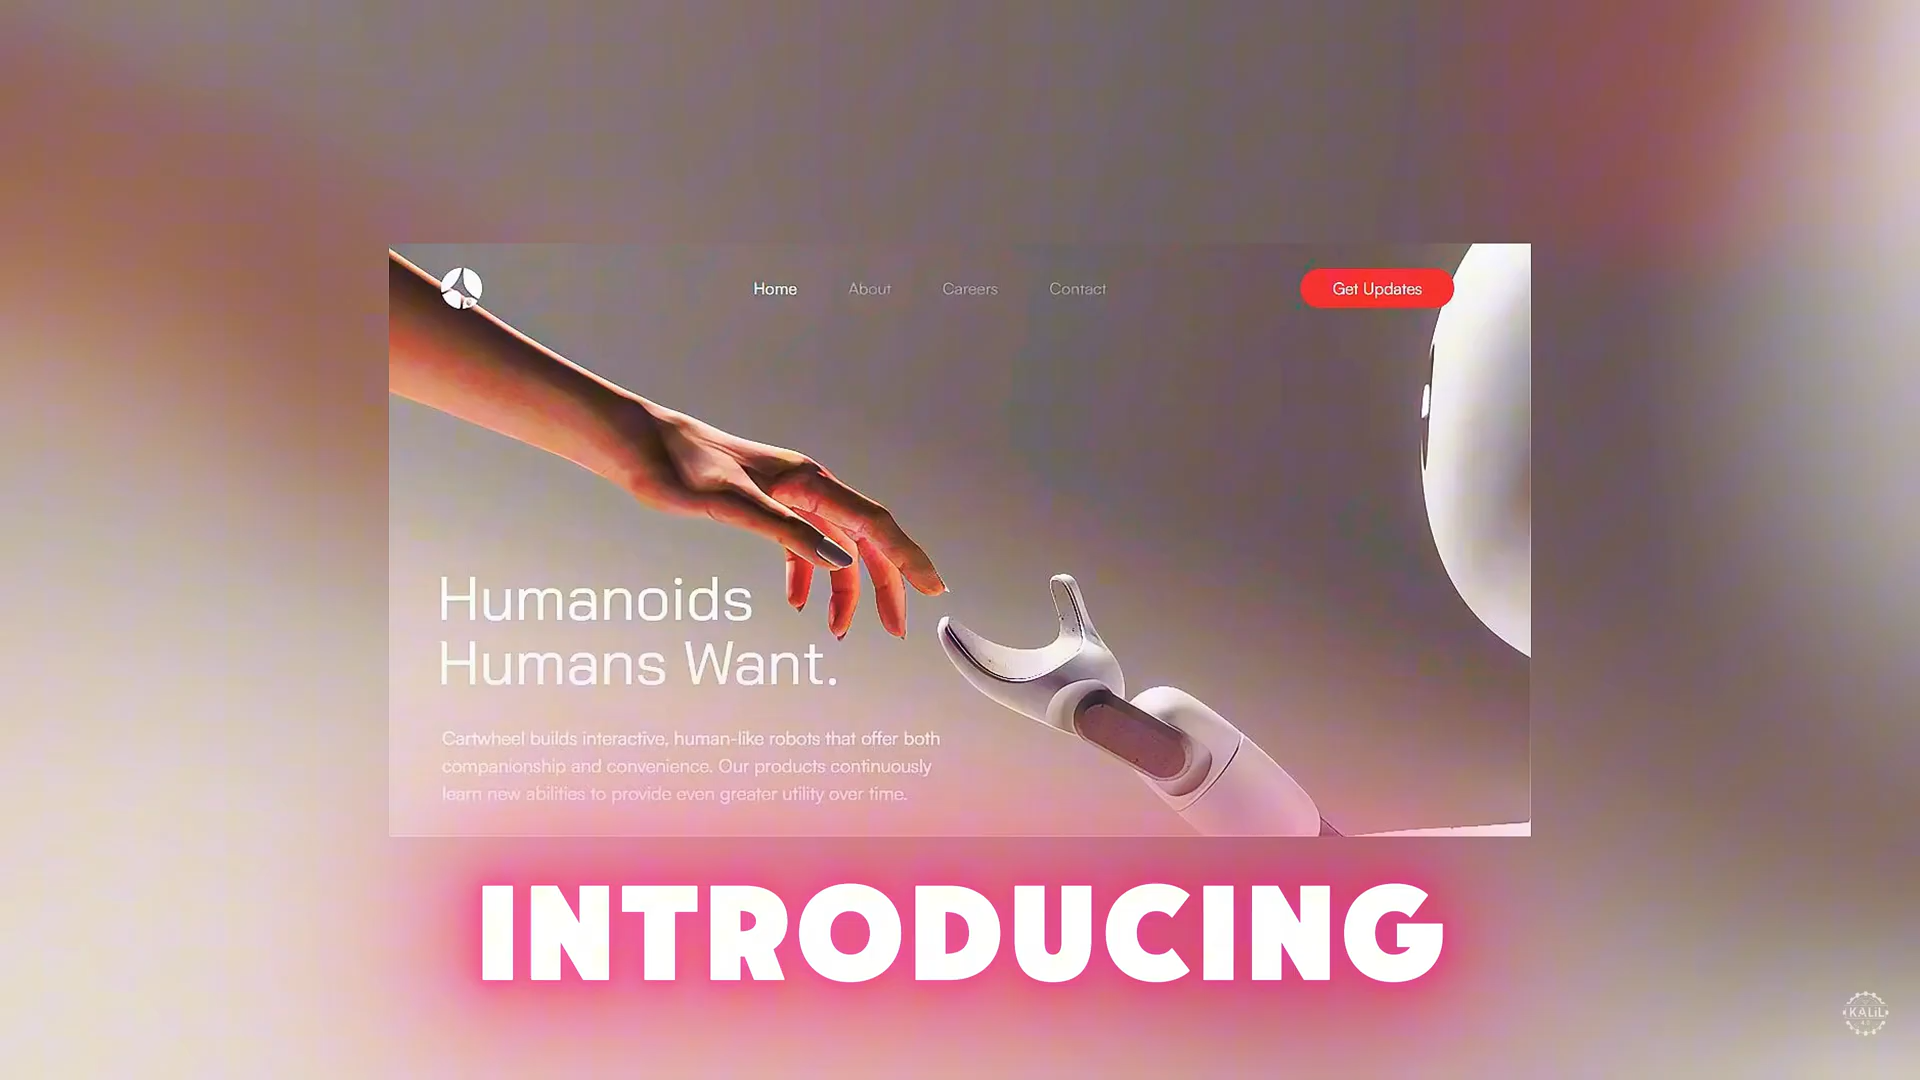 Home About Careers Contact Get Updates
Humanoids
Humans Want.
Cartwheel builds interactive, human-like robots that offer both
companionship and convenience. Our products continuously
learn new abilities to provide even greater utility over time.
INTRODUCING
KALiL